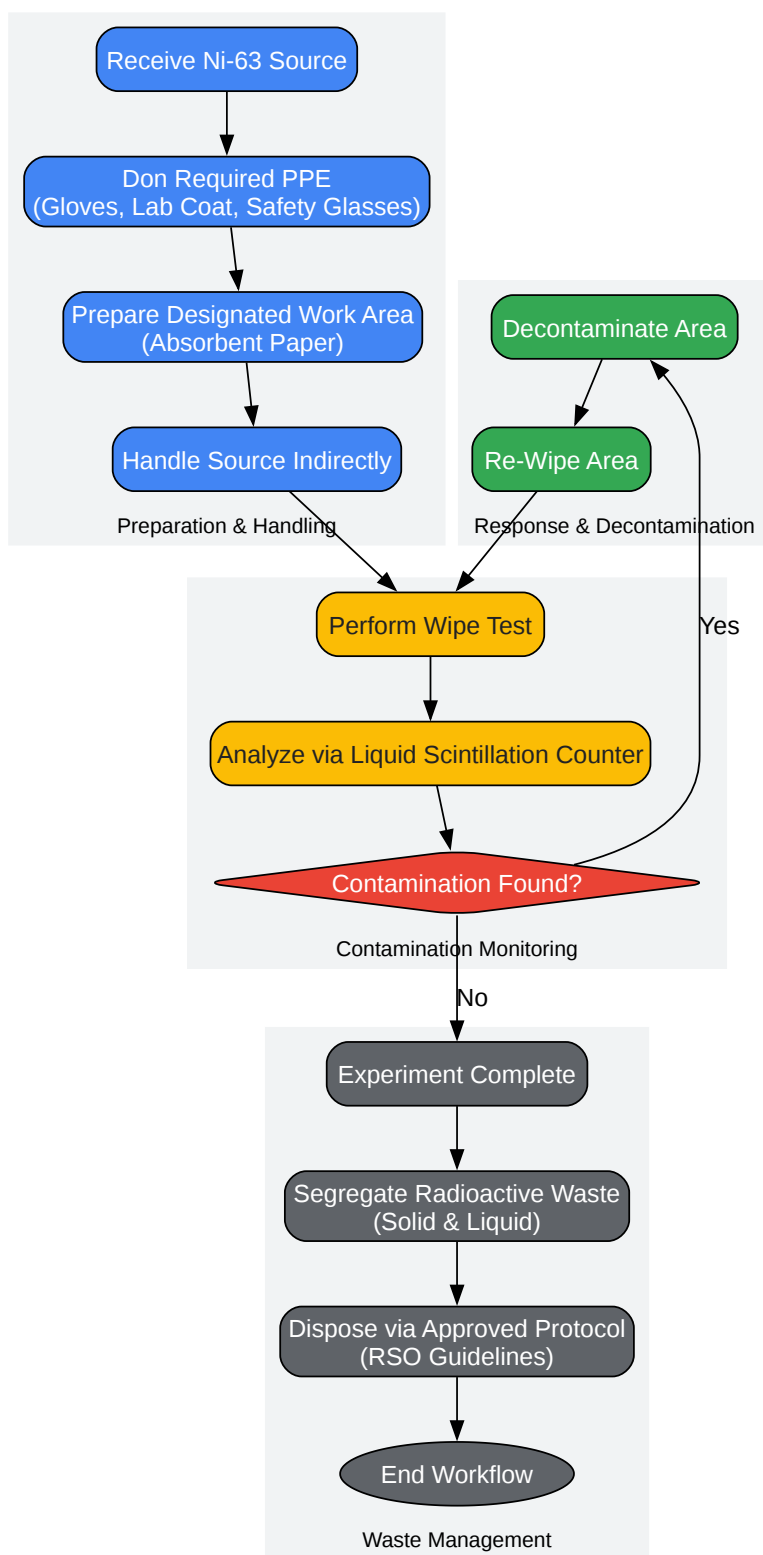 Receive Ni-63 Source
Don Required PPE
(Gloves, Lab Coat, Safety Glasses)
Prepare Designated Work Area
(Absorbent Paper)
Handle Source Indirectly
Preparation & Handling
Decontaminate Area
Re-Wipe Area
Response & Decontamination
Perform Wipe Test
Yes
Analyze via Liquid Scintillation Counter
Contamination Found?
Contamination Monitoring
No
Experiment Complete
Segregate Radioactive Waste
(Solid & Liquid)
Dispose via Approved Protocol
(RSO Guidelines)
End Workflow
Waste Management